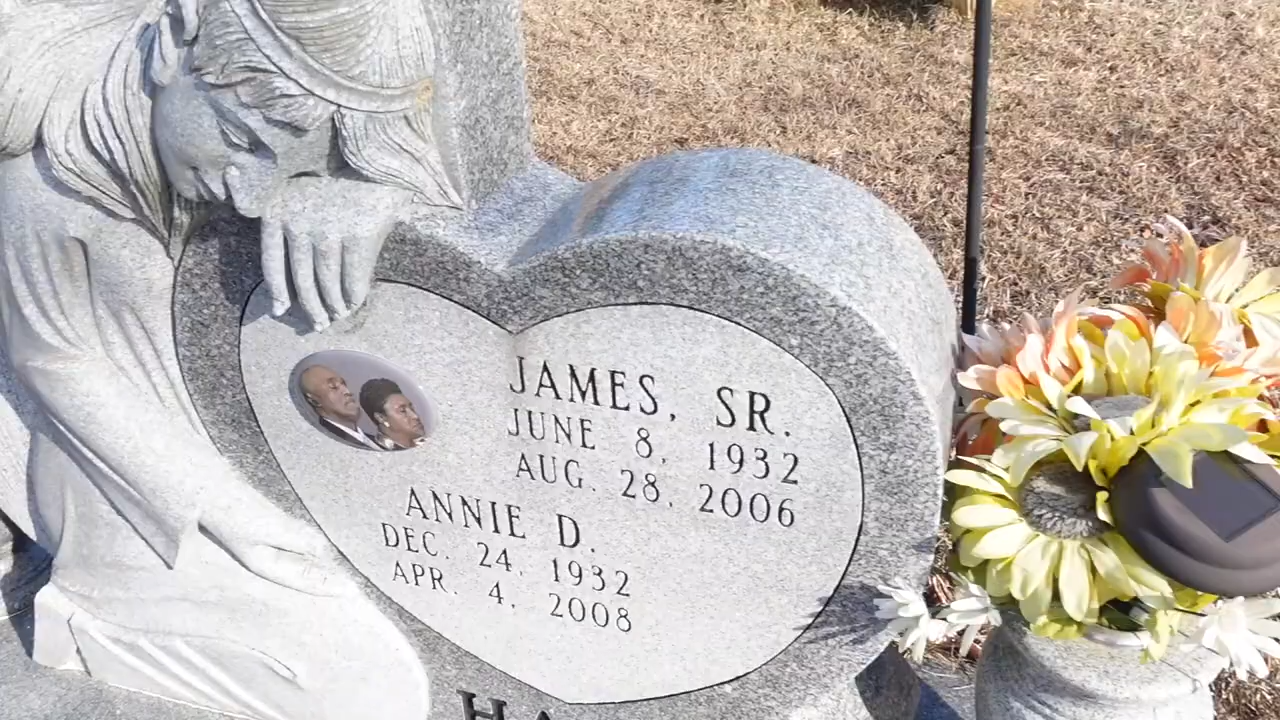 JAMES, SR.
JUNE 8, 1932
AUG. 28, 2006
ANNIE D.
DEC. 24, 1932
APR. 4, 2008